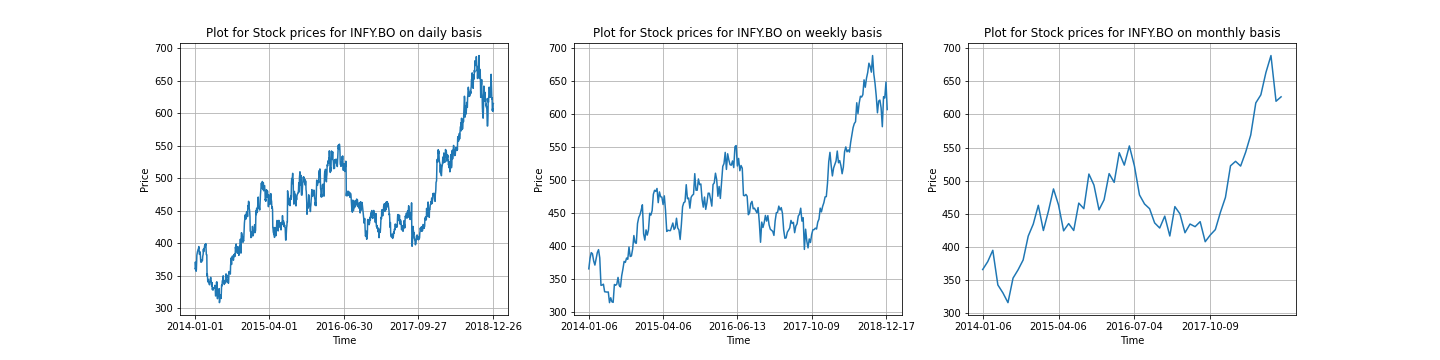 Plot for Stock prices for INFY.BO on daily basis
700
650
600
550
500
450
400
350
300
Price
2014-01-01 2015-04-01 2016-06-30 2017-09-27 2018-12-26
Time
Plot for Stock prices for INFY.BO on weekly basis
700
650
600
550
500
450
400
350
300
Price
2014-01-06 2015-04-06 2016-06-13 2017-10-09 2018-12-17
Time
Plot for Stock prices for INFY.BO on monthly basis
700
650
600
550
500
450
400
350
300
Price
2014-01-06 2015-04-06 2016-07-04 2017-10-09
Time